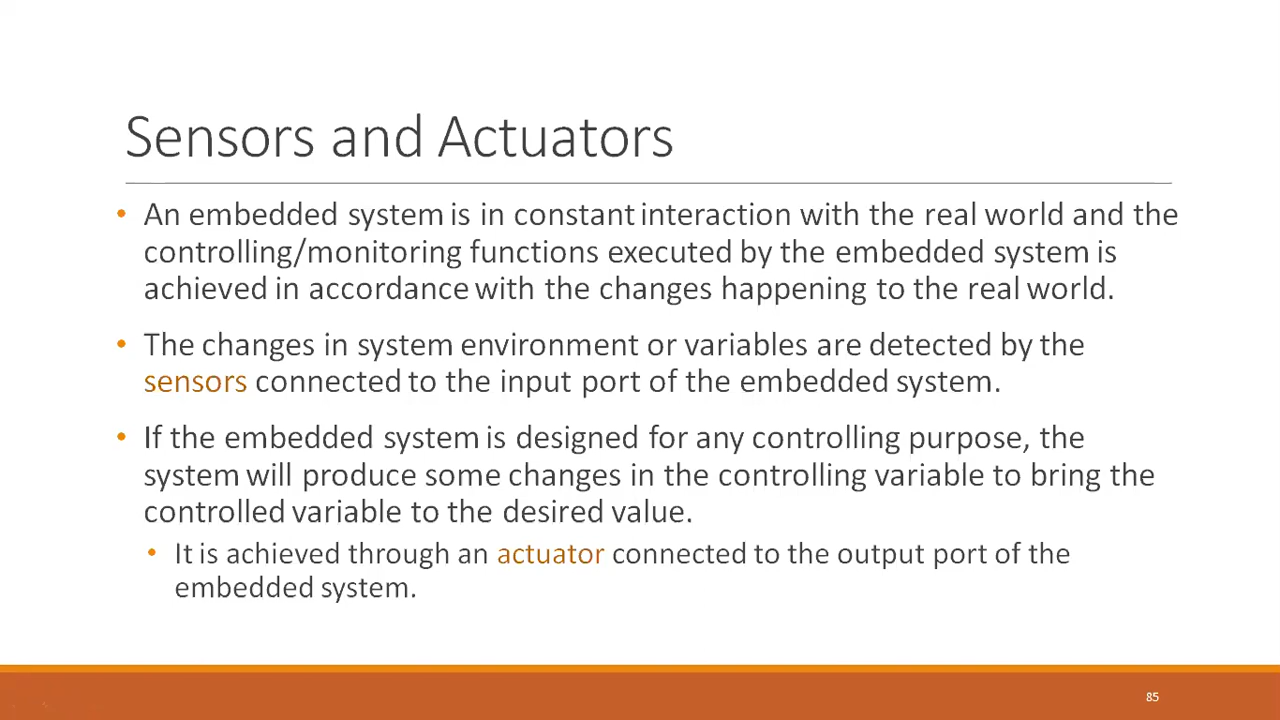 Sensors and Actuators
• An embedded system is in constant interaction with the real world and the
controlling/monitoring functions executed by the embedded system is
achieved in accordance with the changes happening to the real world.
• The changes in system environment or variables are detected by the
sensors connected to the input port of the embedded system.
• If the embedded system is designed for any controlling purpose, the
system will produce some changes in the controlling variable to bring the
controlled variable to the desired value.
• It is achieved through an actuator connected to the output port of the
embedded system.
85